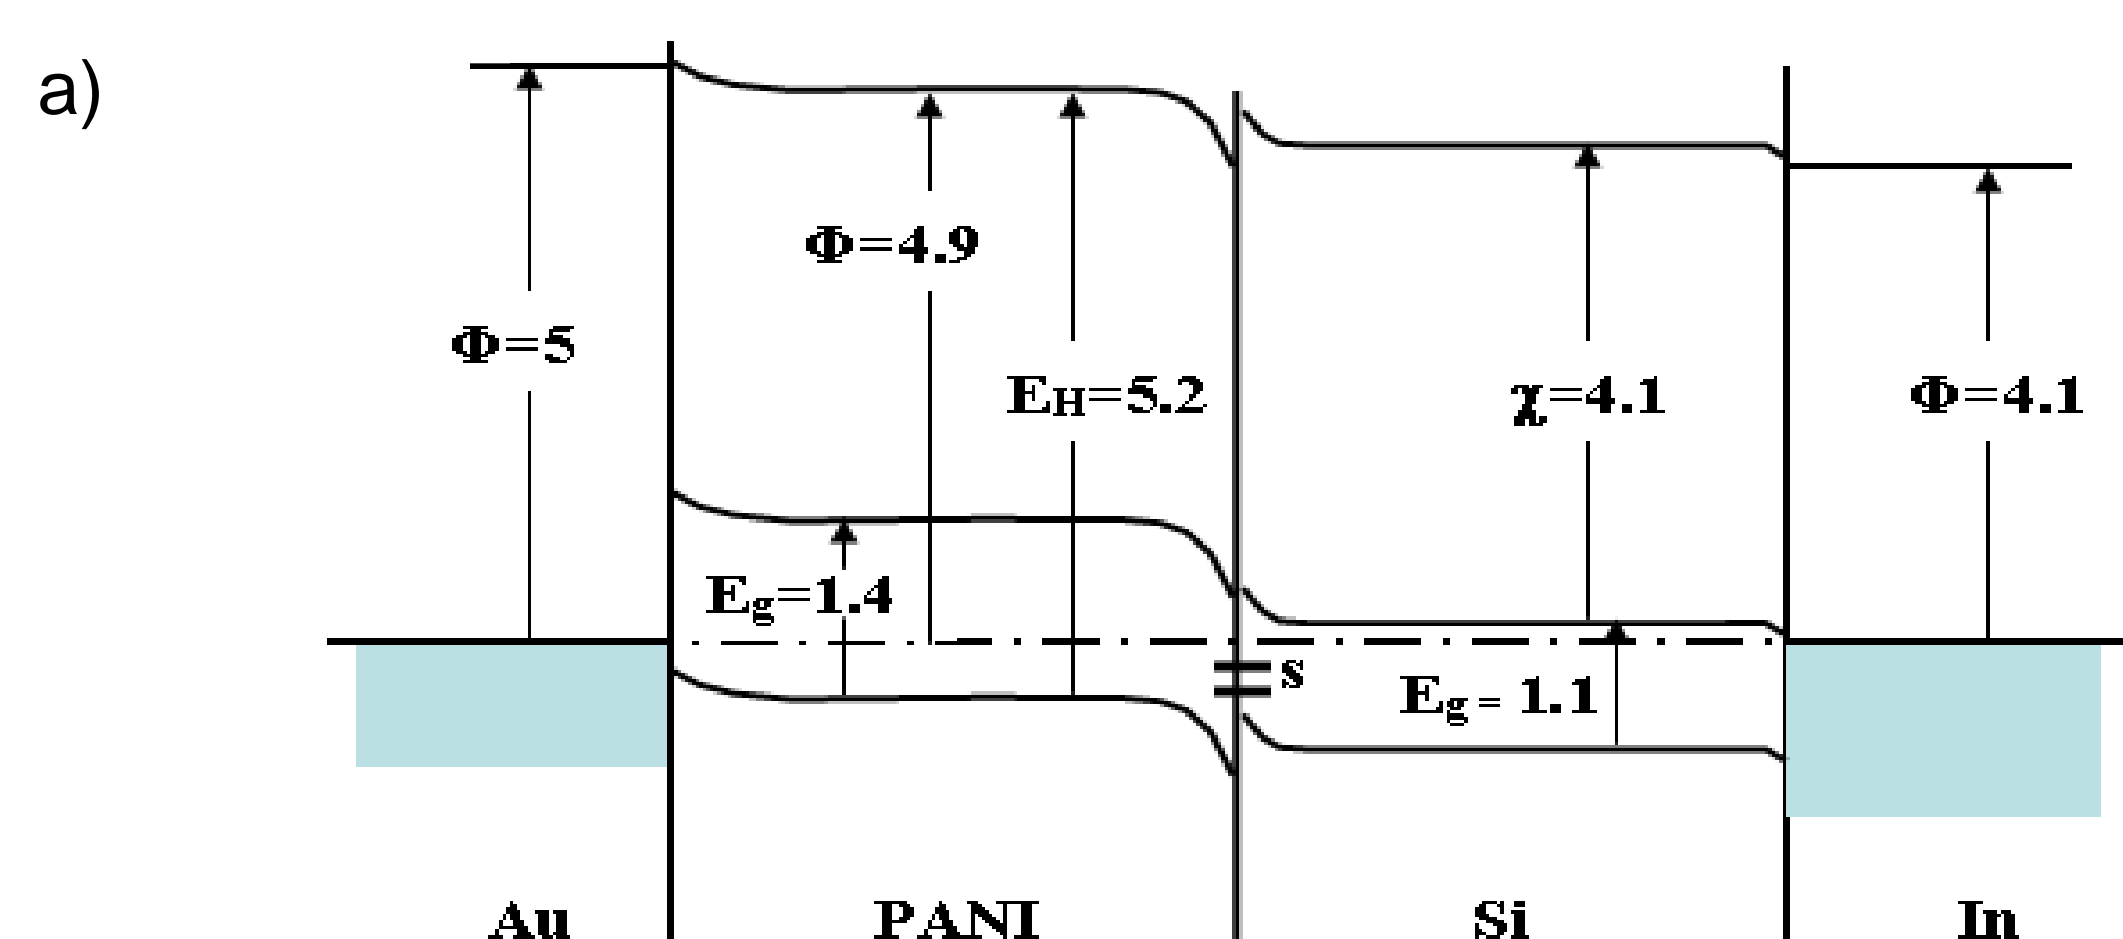 a)
Φ=4.9
Φ=5
EH=5.2
χ=4.1
Φ=4.1
Eg=1.4
s
Eg = 1.1
Au PANI Si In